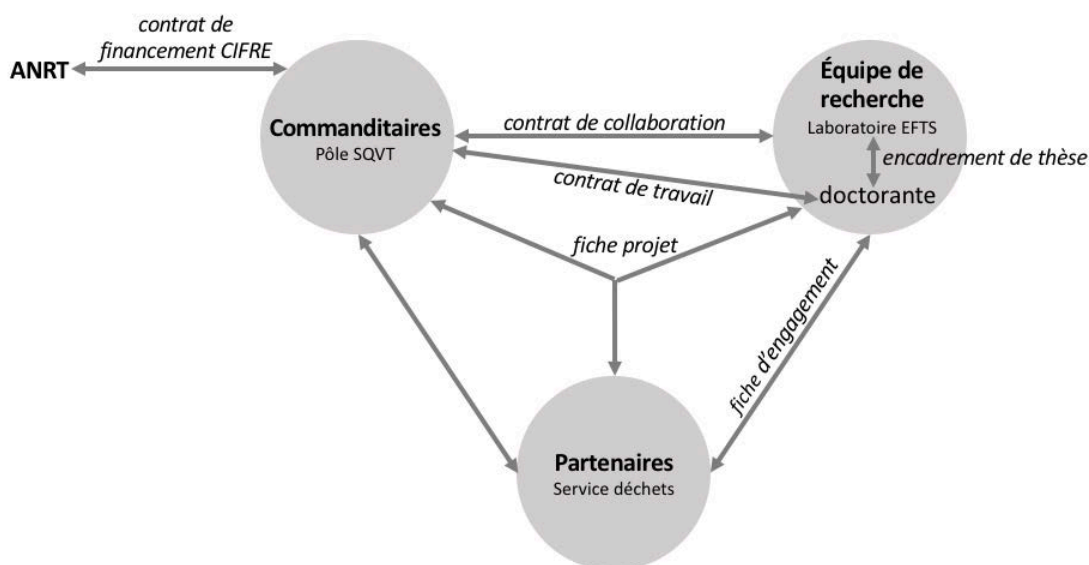 contrat de
financement CIFRE
ANRT
Commanditaires
Pôle SQVT
contrat de collaboration
contrat de travail
Équipe de
recherche
Laboratoire EFTS
encadrement de thèse
doctorante
fiche projet
fiche d'engagement
Partenaires
Service déchets